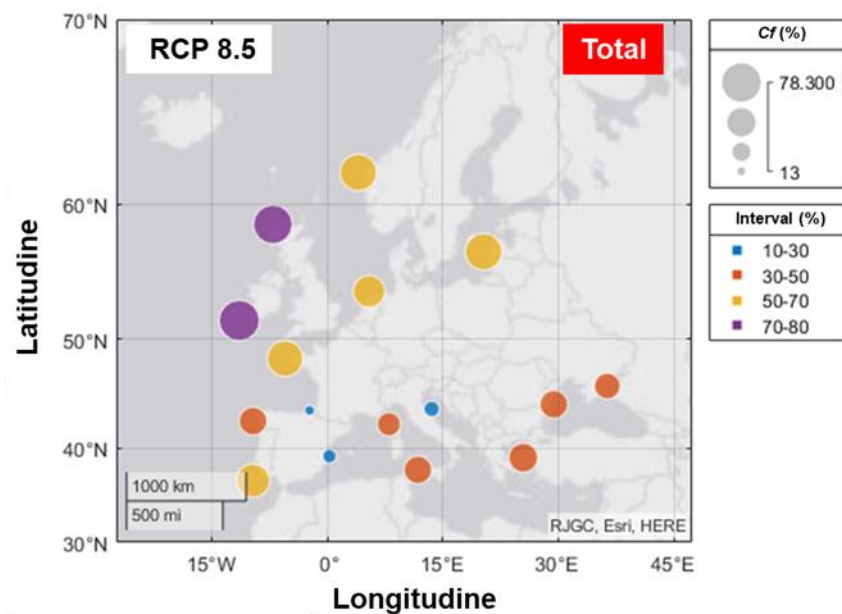 RCP 8.5
Total
70°N
60°N
50°N
40°N
30°N
Latitudine
15°W
0°
15°E
30°E
45°E
Longitudine
1000 km
500 mi
RJGC, Esri, HERE
Cf (%)
78.300
13
Interval (%)
10-30
30-50
50-70
70-80